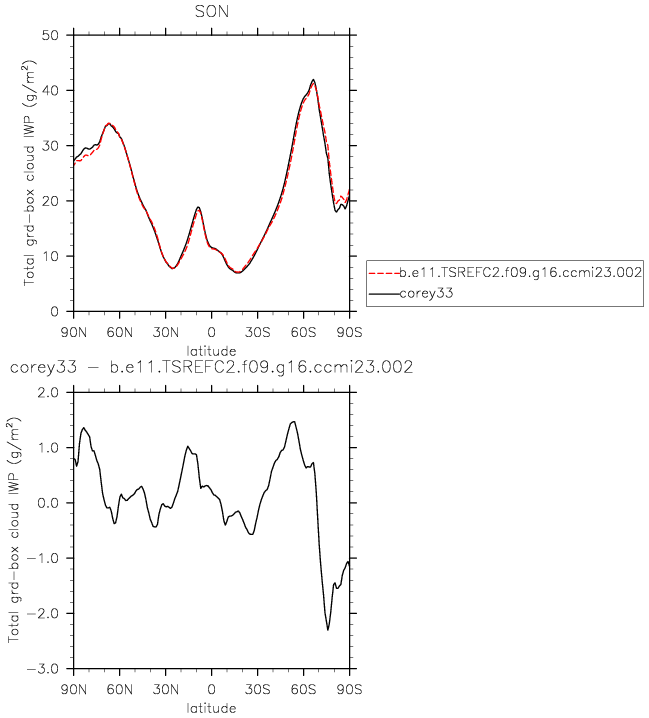 SON
50
40
30
20
10
0
Total grd-box cloud IWP (g/m²)
90N 60N 30N 0 30S 60S 90S
latitude
b.e11.TSREFC2.f09.g16.ccmi23.002
corey33
corey33 - b.e11.TSREFC2.f09.g16.ccmi23.002
2.0
1.0
0.0
-1.0
-2.0
-3.0
Total grd-box cloud IWP (g/m²)
90N 60N 30N 0 30S 60S 90S
latitude